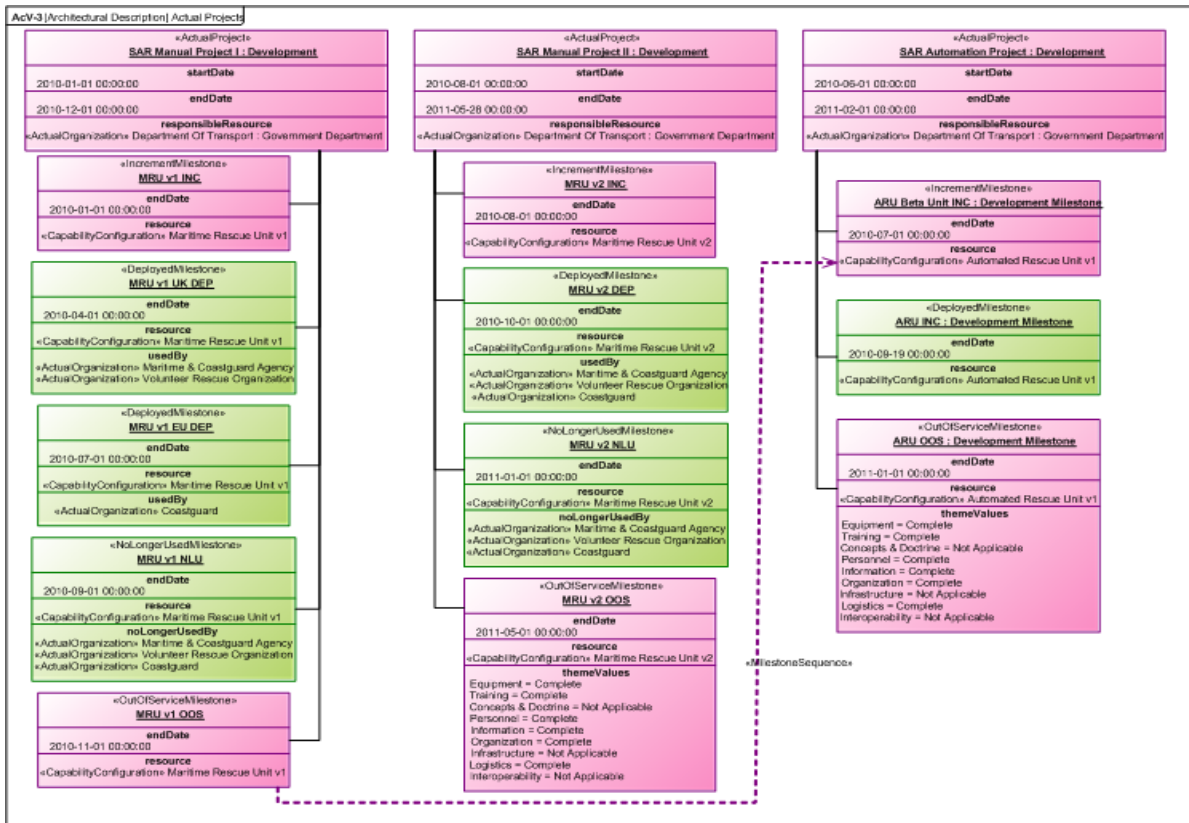 AcV-3 [Architectural Description] Actual Projects
«ActualProject»
SAR Manual Project I : Development
startDate
2010-01-01 00:00:00
endDate
2010-12-01 00:00:00
responsibleResource
«ActualOrganization» Department Of Transport : Government Department
«IncrementMilestone»
MRU v1 INC
endDate
2010-01-01 00:00:00
resource
«CapabilityConfiguration» Maritime Rescue Unit v1
«DeployedMilestone»
MRU v1 UK DEP
endDate
2010-04-01 00:00:00
resource
«CapabilityConfiguration» Maritime Rescue Unit v1
usedBy
«ActualOrganization» Maritime & Coastguard Agency
«ActualOrganization» Volunteer Rescue Organization
«DeployedMilestone»
MRU v1 EU DEP
endDate
2010-07-01 00:00:00
resource
«CapabilityConfiguration» Maritime Rescue Unit v1
usedBy
«ActualOrganization» Coastguard
«NoLongerUsedMilestone»
MRU v1 NLU
endDate
2010-09-01 00:00:00
resource
«CapabilityConfiguration» Maritime Rescue Unit v1
noLongerUsedBy
«ActualOrganization» Maritime & Coastguard Agency
«ActualOrganization» Volunteer Rescue Organization
«ActualOrganization» Coastguard
«OutOfServiceMilestone»
MRU v1 OOS
endDate
2010-11-01 00:00:00
resource
«CapabilityConfiguration» Maritime Rescue Unit v1
«ActualProject»
SAR Manual Project II : Development
startDate
2010-08-01 00:00:00
endDate
2011-05-28 00:00:00
responsibleResource
«ActualOrganization» Department Of Transport : Government Department
«IncrementMilestone»
MRU v2 INC
endDate
2010-08-01 00:00:00
resource
«CapabilityConfiguration» Maritime Rescue Unit v2
«DeployedMilestone»
MRU v2 DEP
endDate
2010-10-01 00:00:00
resource
«CapabilityConfiguration» Maritime Rescue Unit v2
usedBy
«ActualOrganization» Maritime & Coastguard Agency
«ActualOrganization» Volunteer Rescue Organization
«ActualOrganization» Coastguard
«NoLongerUsedMilestone»
MRU v2 NLU
endDate
2011-01-01 00:00:00
resource
«CapabilityConfiguration» Maritime Rescue Unit v2
noLongerUsedBy
«ActualOrganization» Maritime & Coastguard Agency
«ActualOrganization» Volunteer Rescue Organization
«ActualOrganization» Coastguard
«OutOfServiceMilestone»
MRU v2 OOS
endDate
2011-05-01 00:00:00
resource
«CapabilityConfiguration» Maritime Rescue Unit v2
themeValues
Equipment = Complete
Training = Complete
Concepts & Doctrine = Not Applicable
Personnel = Complete
Information = Complete
Organization = Complete
Infrastructure = Not Applicable
Logistics = Complete
Interoperability = Not Applicable
«ActualProject»
SAR Automation Project : Development
startDate
2010-06-01 00:00:00
endDate
2011-02-01 00:00:00
responsibleResource
«ActualOrganization» Department Of Transport : Government Department
«IncrementMilestone»
ARU Beta Unit INC : Development Milestone
endDate
2010-07-01 00:00:00
resource
«CapabilityConfiguration» Automated Rescue Unit v1
«DeployedMilestone»
ARU INC : Development Milestone
endDate
2010-09-19 00:00:00
resource
«CapabilityConfiguration» Automated Rescue Unit v1
«OutOfServiceMilestone»
ARU OOS : Development Milestone
endDate
2011-01-01 00:00:00
resource
«CapabilityConfiguration» Automated Rescue Unit v1
themeValues
Equipment = Complete
Training = Complete
Concepts & Doctrine = Not Applicable
Personnel = Complete
Information = Complete
Organization = Complete
Infrastructure = Not Applicable
Logistics = Complete
Interoperability = Not Applicable
«MilestoneSequence»